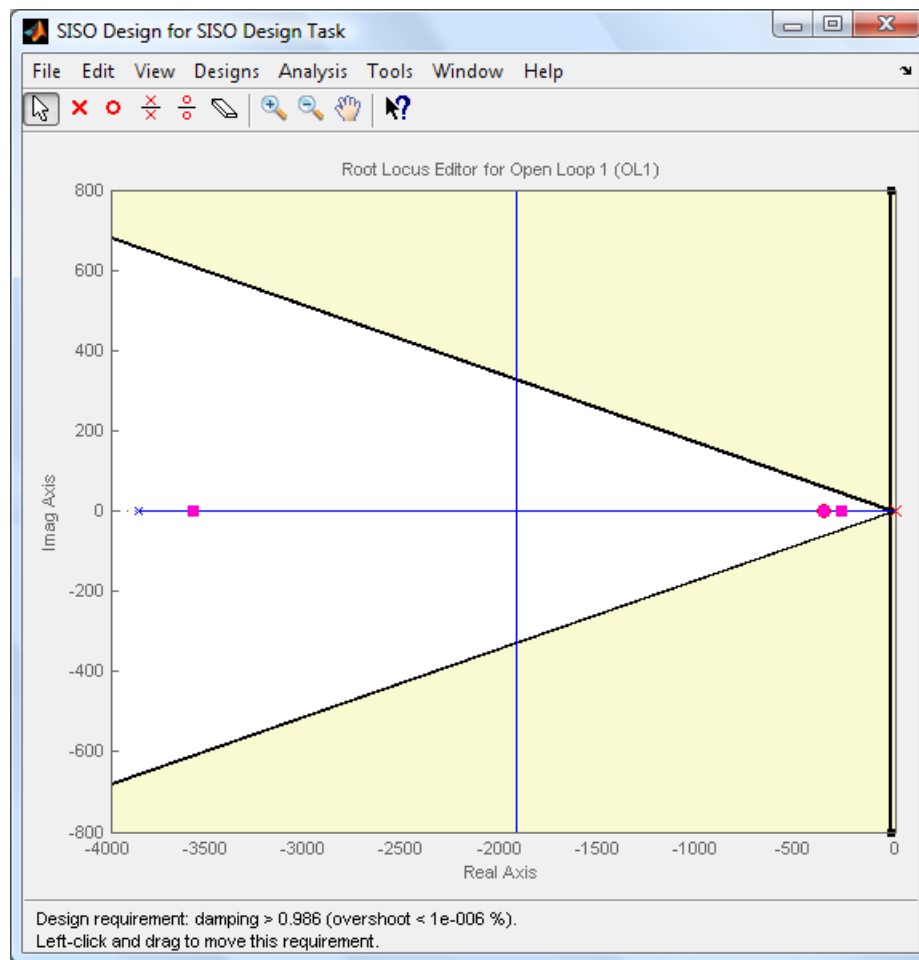 SISO Design for SISO Design Task
File Edit View Designs Analysis Tools Window Help
Root Locus Editor for Open Loop 1 (OL1)
800
600
400
200
0
-200
-400
-600
-800
Imag Axis
-4000 -3500 -3000 -2500 -2000 -1500 -1000 -500 0
Real Axis
Design requirement: damping > 0.986 (overshoot < 1e-006 %).
Left-click and drag to move this requirement.